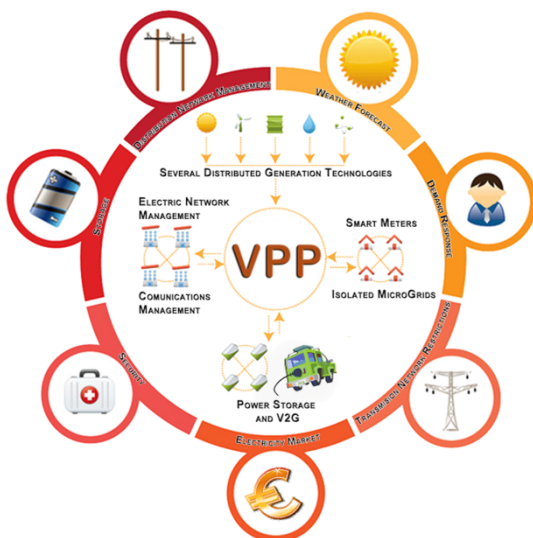 Distribution Network Management
Weather Forecast
Several Distributed Generation Technologies
Electric Network
Management
Smart Meters
Storage
Demand Response
VPP
Comunications
Management
Isolated MicroGrids
Security
Transmision Network Restrictions
Power Storage
and V2G
Electricity Market